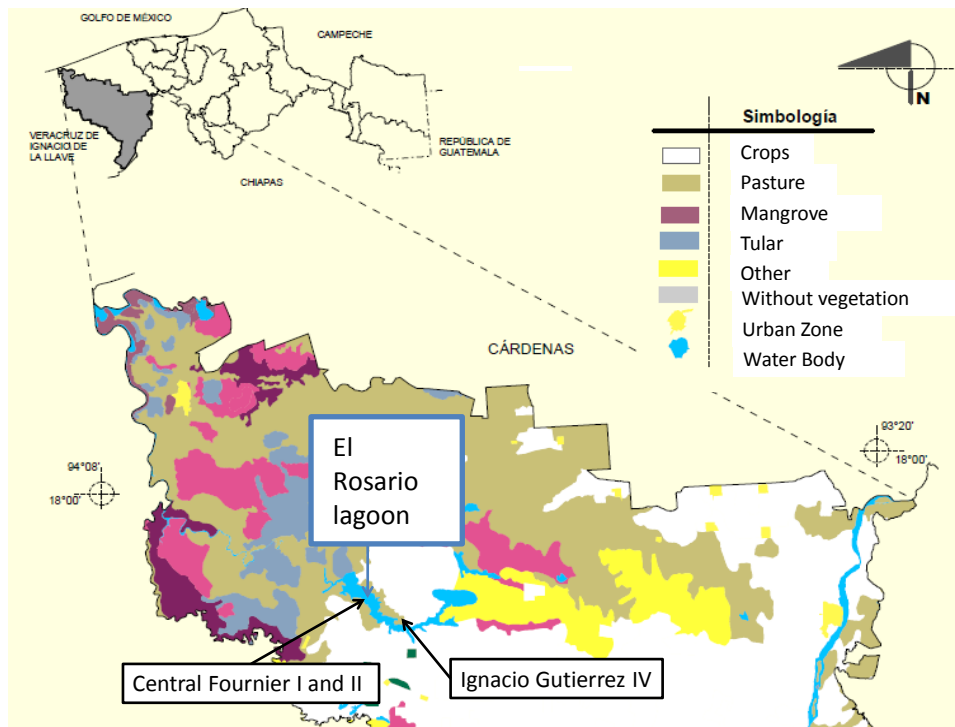 GOLFO DE MÉXICO
CAMPECHE
VERACRUZ DE
IGNACIO DE
LA LLAVE
REPÚBLICA DE
GUATEMALA
CHIAPAS
N
Simbología
Crops
Pasture
Mangrove
Tular
Other
Without vegetation
Urban Zone
Water Body
CÁRDENAS
El
Rosario
lagoon
94°08'
18°00'
93°20'
18°00'
Central Fournier I and II
Ignacio Gutierrez IV